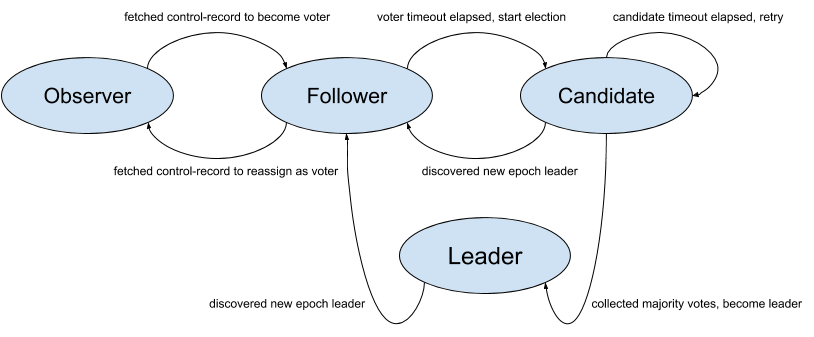 fetched control-record to become voter
voter timeout elapsed, start election
candidate timeout elapsed, retry
Observer
Follower
Candidate
fetched control-record to reassign as voter
discovered new epoch leader
Leader
discovered new epoch leader
collected majority votes, become leader